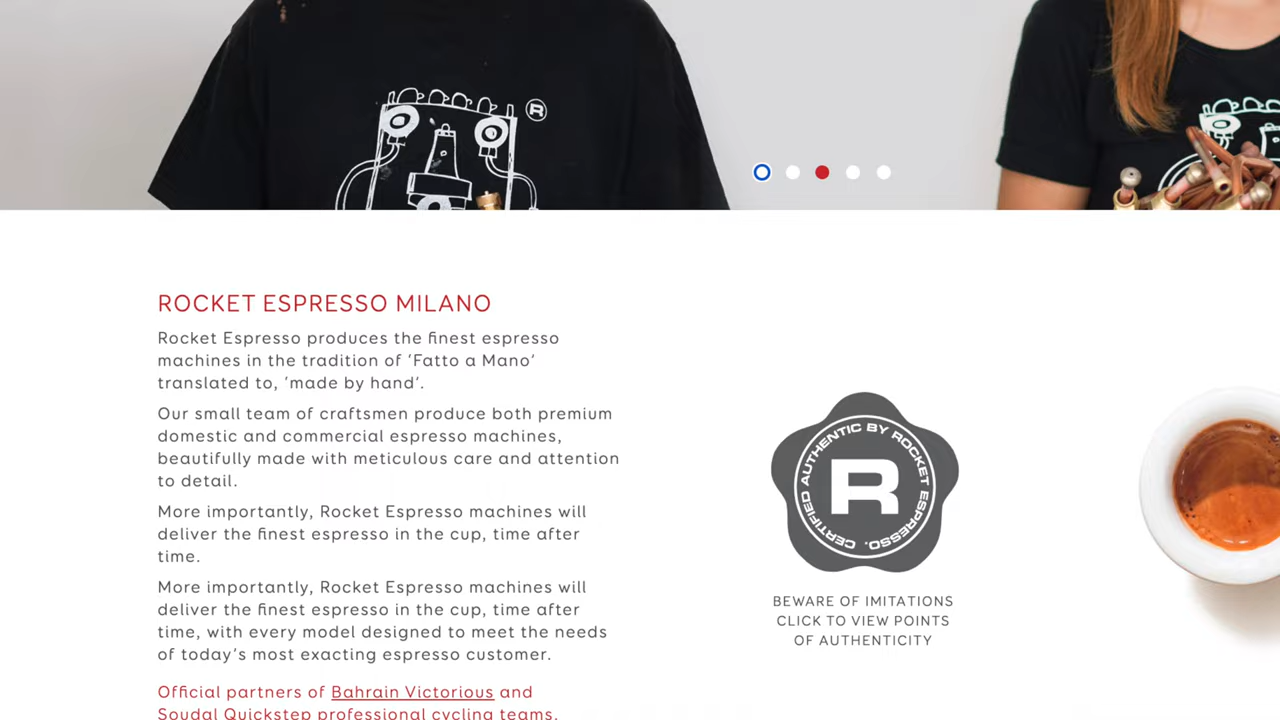 R
ROCKET ESPRESSO MILANO
Rocket Espresso produces the finest espresso
machines in the tradition of ‘Fatto a Mano’
translated to, ‘made by hand’.
Our small team of craftsmen produce both premium
domestic and commercial espresso machines,
beautifully made with meticulous care and attention
to detail.
More importantly, Rocket Espresso machines will
deliver the finest espresso in the cup, time after
time.
More importantly, Rocket Espresso machines will
deliver the finest espresso in the cup, time after
time, with every model designed to meet the needs
of today’s most exacting espresso customer.
Official partners of Bahrain Victorious and
Soudal Quickstep professional cycling teams.
CERTIFIED AUTHENTIC BY ROCKET ESPRESSO.
R
BEWARE OF IMITATIONS
CLICK TO VIEW POINTS
OF AUTHENTICITY